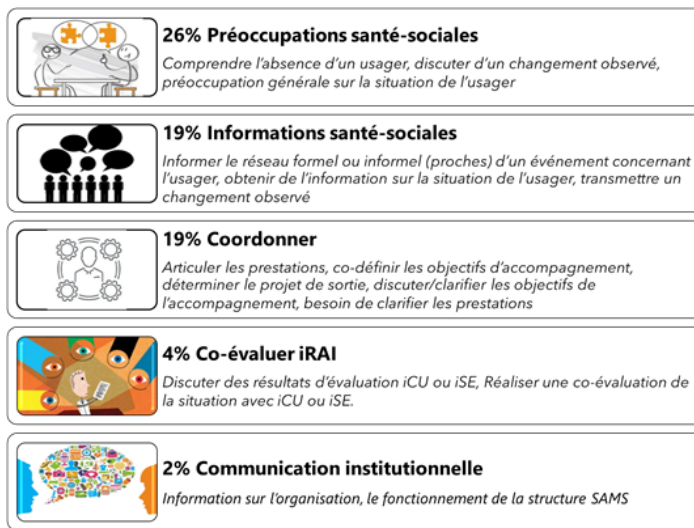 26% Préoccupations santé-sociales
Comprendre l'absence d'un usager, discuter d'un changement observé,
préoccupation générale sur la situation de l'usager
19% Informations santé-sociales
Informer le réseau formel ou informel (proches) d'un événement concernant
l'usager, obtenir de l'information sur la situation de l'usager, transmettre un
changement observé
19% Coordonner
Articuler les prestations, co-définir les objectifs d'accompagnement,
déterminer le projet de sortie, discuter/clarifier les objectifs de
l'accompagnement, besoin de clarifier les prestations
4% Co-évaluer iRAI
Discuter des résultats d'évaluation iCU ou iSE, Réaliser une co-évaluation de
la situation avec iCU ou iSE.
2% Communication institutionnelle
Information sur l'organisation, le fonctionnement de la structure SAMS